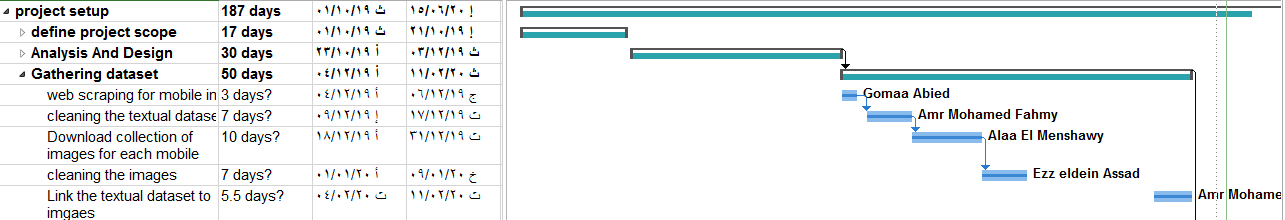 project setup 187 days ث ٠١/١٠/١٩ إ ١٥/٠٦/٢٠
define project scope 17 days ث ٠١/١٠/١٩ إ ٢١/١٠/١٩
Analysis And Design 30 days أ ٢٣/١٠/١٩ ث ٠٣/١٢/١٩
Gathering dataset 50 days أ ٠٤/١٢/١٩ ث ١١/٠٢/٢٠
web scraping for mobile in 3 days? أ ٠٤/١٢/١٩ ج ٠٦/١٢/١٩ Gomaa Abied
cleaning the textual datase 7 days? إ ٠٩/١٢/١٩ ث ١٧/١٢/١٩ Amr Mohamed Fahmy
Download collection of 10 days? أ ١٨/١٢/١٩ ث ٣١/١٢/١٩ Alaa El Menshawy
images for each mobile
cleaning the images 7 days? أ ٠١/٠١/٢٠ خ ٠٩/٠١/٢٠ Ezz eldein Assad
Link the textual dataset to 5.5 days? ث ٠٤/٠٢/٢٠ ث ١١/٠٢/٢٠ Amr Mohame
imgaes